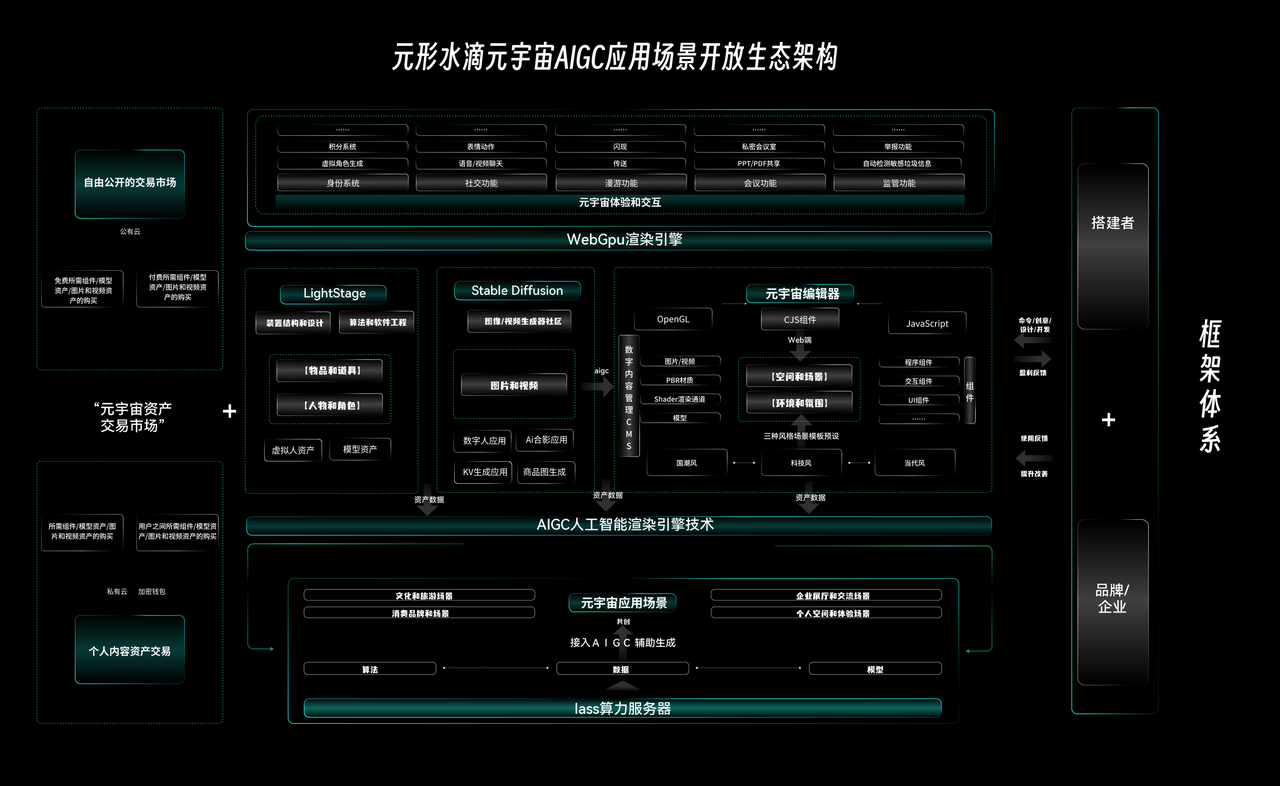 元形水滴元宇宙AIGC应用场景开放生态架构
自由公开的交易市场
公有云
免费所需组件/模型
资产/图片和视频资
产的购买
付费所需组件/模型
资产/图片和视频资
产的购买
“元宇宙资产
交易市场”
+
所需组件/模型资产/图
片和视频资产的购买
用户之间所需组件/模型资
产/图片和视频资产的购买
私有云 加密钱包
个人内容资产交易
...... ...... ...... ...... ......
积分系统 表情动作 闪现 私密会议室 举报功能
虚拟角色生成 语音/视频聊天 传送 PPT/PDF共享 自动检测敏感垃圾信息
身份系统 社交功能 漫游功能 会议功能 监管功能
元宇宙体验和交互
WebGpu渲染引擎
LightStage
装置结构和设计 算法和软件工程
【物品和道具】
【人物和角色】
虚拟人资产 模型资产
资产数据
Stable Diffusion
图像/视频生成器社区
图片和视频
数字人应用 Ai合影应用
KV生成应用 商品图生成
aigc
资产数据
元宇宙编辑器
OpenGL CJS组件 JavaScript
Web端
数字内容管理CMS
图片/视频
PBR材质
Shader渲染通道
模型
【空间和场景】
【环境和氛围】
程序组件
交互组件
UI组件
......
组件
三种风格场景模板预设
国潮风 科技风 当代风
资产数据
AIGC人工智能渲染引擎技术
文化和旅游场景
消费品牌和场景
元宇宙应用场景
企业展厅和交流场景
个人空间和体验场景
共创
接入AIGC辅助生成
算法 数据 模型
Iass算力服务器
命令/创意/
设计/开发
盈利反馈
使用反馈
提升改善
搭建者
+
品牌/
企业
框架体系